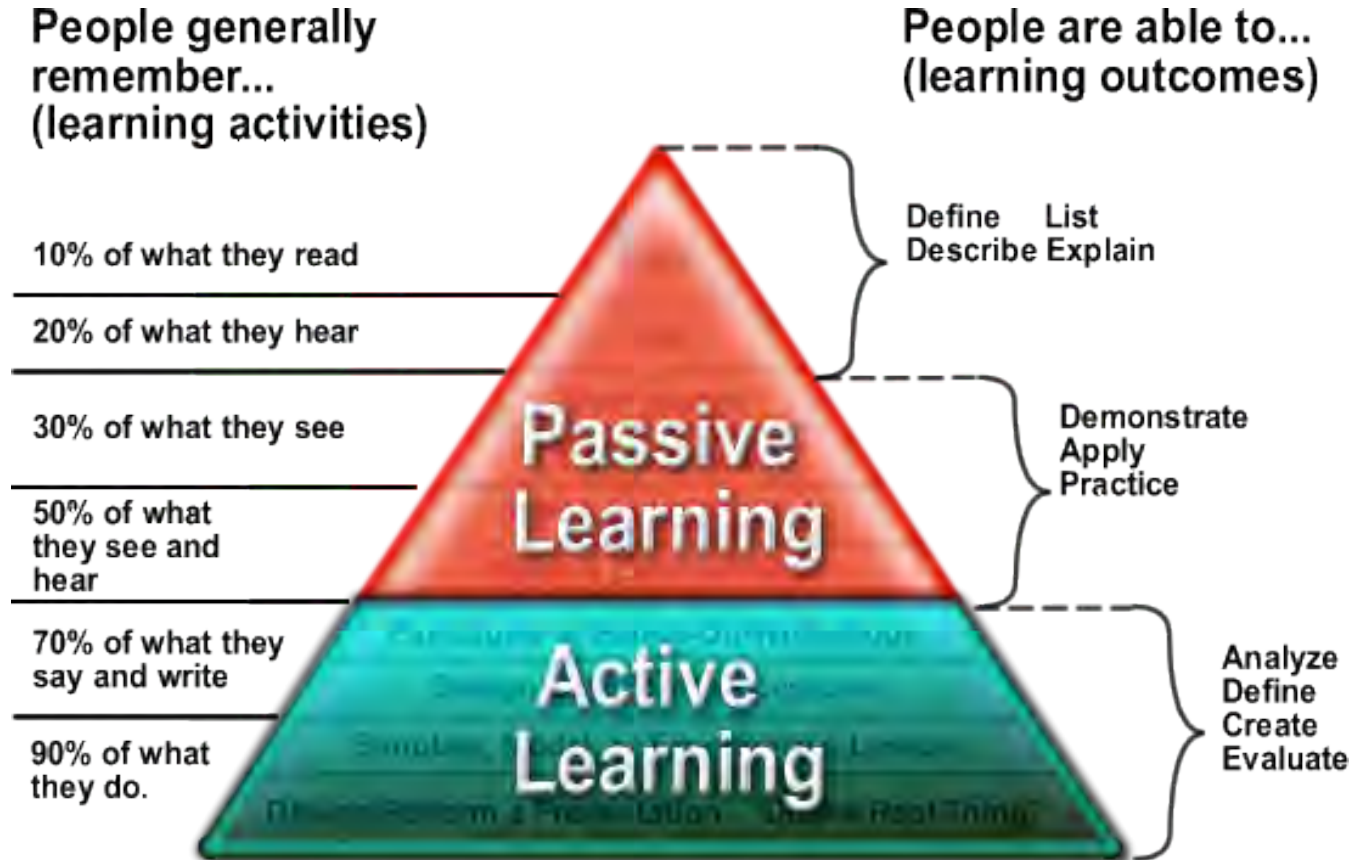 People generally
remember...
(learning activities)
People are able to...
(learning outcomes)
10% of what they read
20% of what they hear
30% of what they see
50% of what
they see and
hear
70% of what they
say and write
90% of what
they do.
Passive
Learning
Active
Learning
Define List
Describe Explain
Demonstrate
Apply
Practice
Analyze
Define
Create
Evaluate